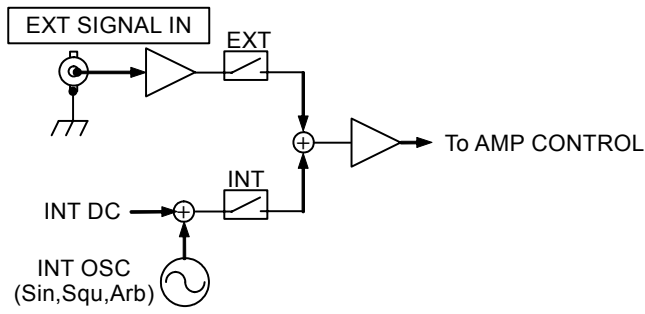 EXT SIGNAL IN
EXT
To AMP CONTROL
INT
INT DC
INT OSC
(Sin,Squ,Arb)